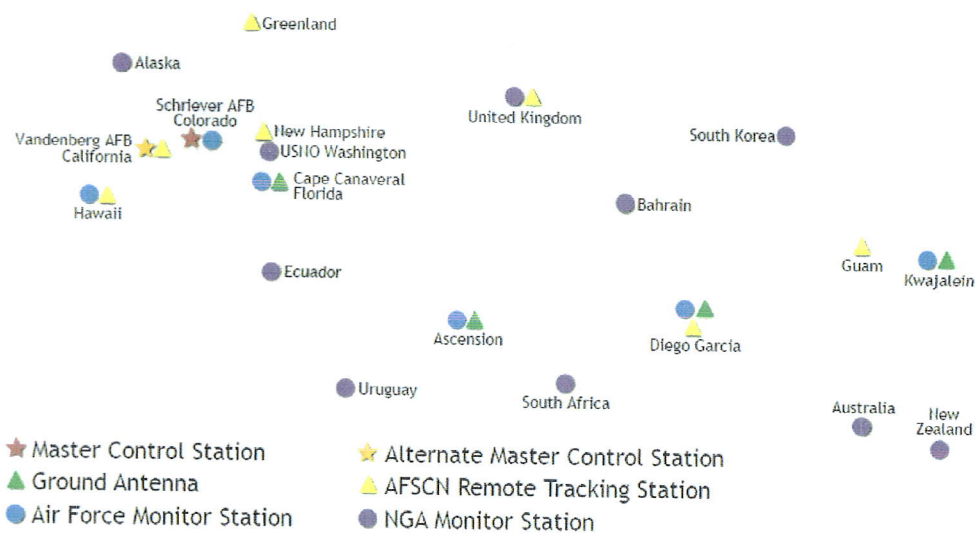 Greenland
Alaska
Schriever AFB
Colorado
United Kingdom
New Hampshire
South Korea
Vandenberg AFB
California
USNO Washington
Cape Canaveral
Florida
Hawaii
Bahrain
Guam
Kwajalein
Ecuador
Ascension
Diego Garcia
Uruguay
South Africa
Australia
New
Zealand
Master Control Station
Alternate Master Control Station
Ground Antenna
AFSCN Remote Tracking Station
Air Force Monitor Station
NGA Monitor Station